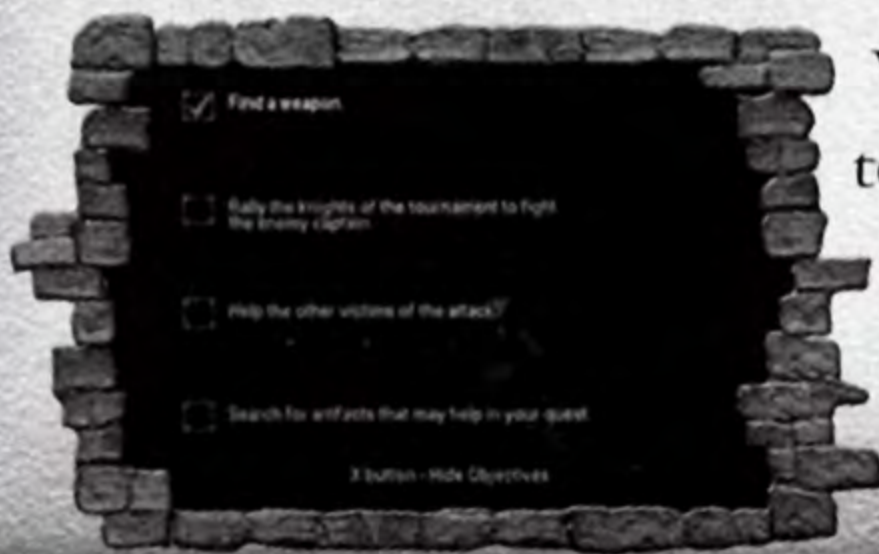 Find a weapon.
Rally the knights of the tournament to fight
the enemy captain.
Help the other victims of the attack.
Search for artifacts that may help in your quest.
X button - Hide Objectives